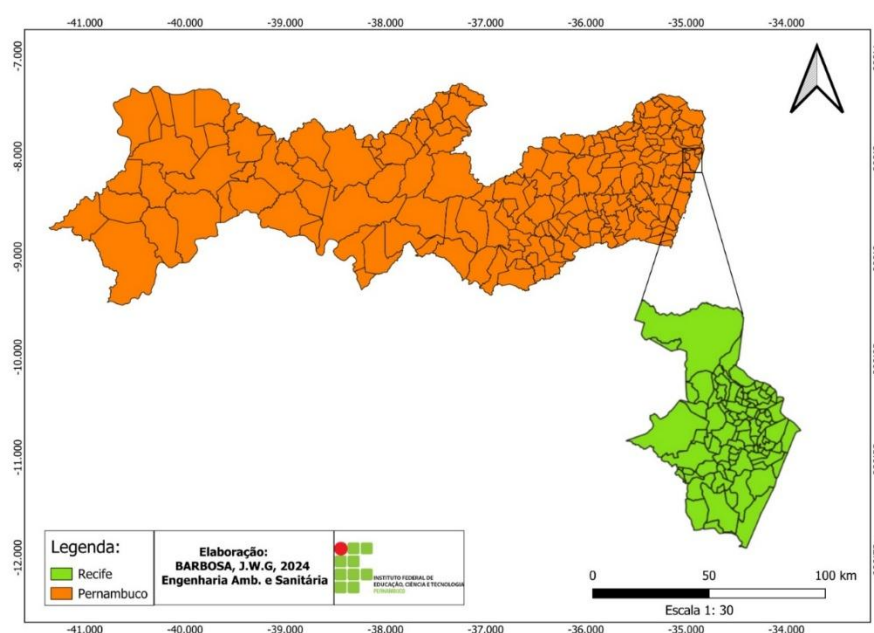 -41.000 -40.000 -39.000 -38.000 -37.000 -36.000 -35.000 -34.000
-7.000
-8.000
-9.000
-10.000
-11.000
-12.000
Legenda:
Recife
Pernambuco
Elaboração:
BARBOSA, J.W.G, 2024
Engenharia Amb. e Sanitária
INSTITUTO FEDERAL DE
EDUCAÇÃO, CIÊNCIA E TECNOLOGIA
PERNAMBUCO
0 50 100 km
Escala 1: 30
-41.000 -40.000 -39.000 -38.000 -37.000 -36.000 -35.000 -34.000